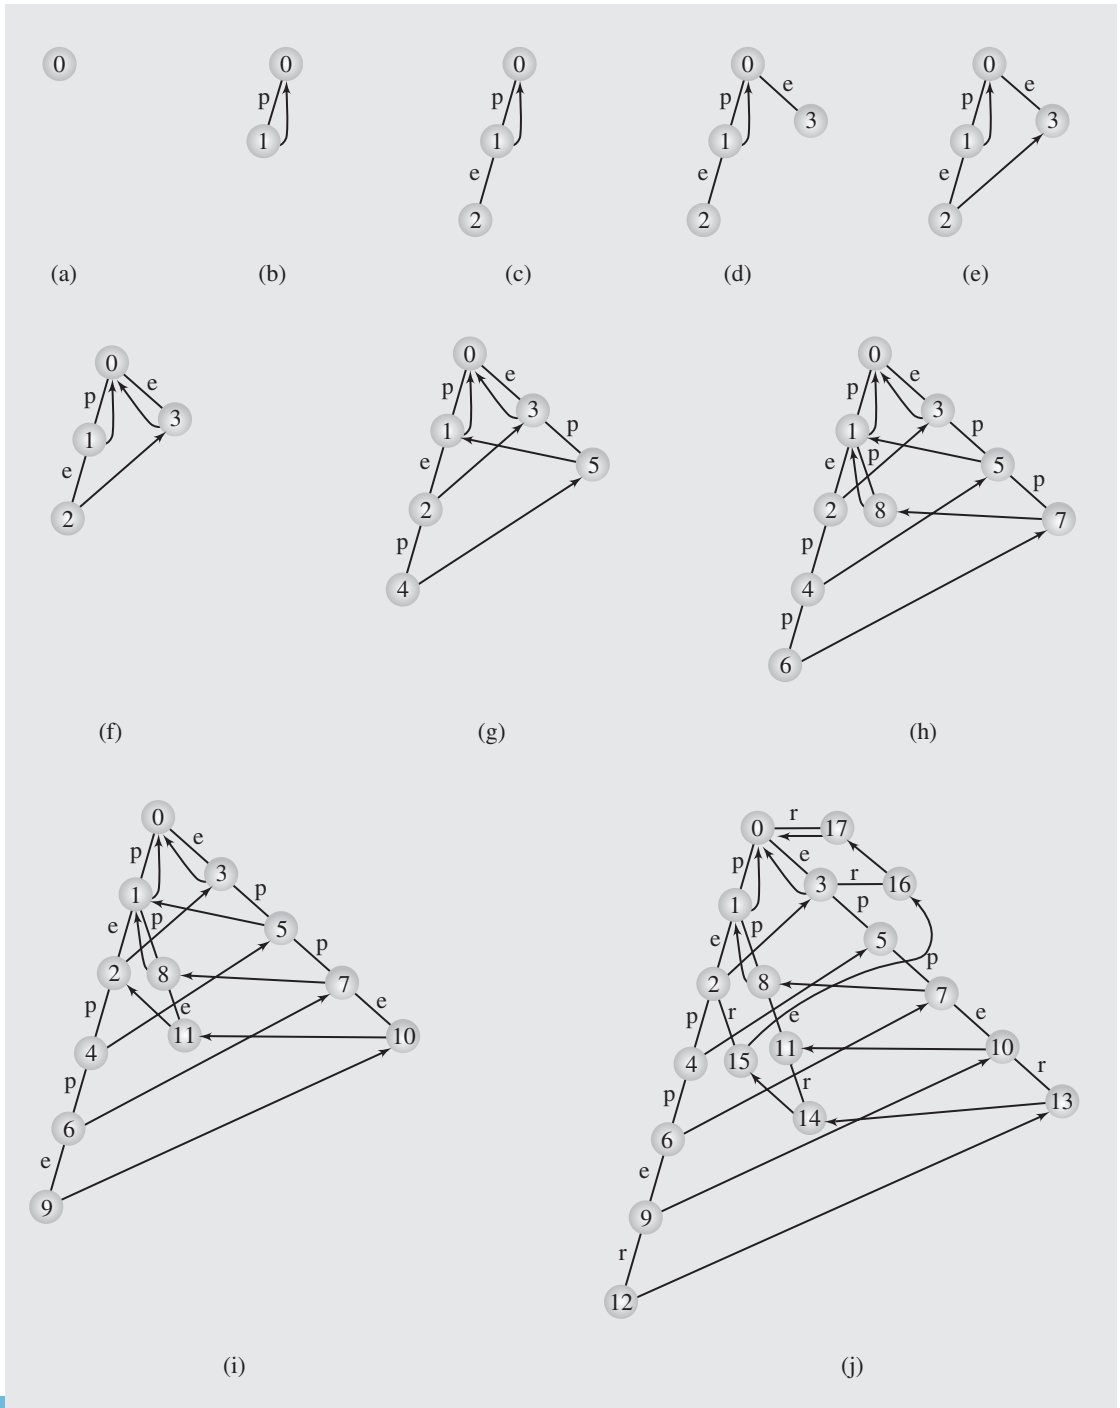 0 0 0 0 0
p p p e p e
1 1 1 3 1 3
e e e
2 2 2
(a) (b) (c) (d) (e)
0 0 0
p e p e p e
1 3 1 3 1 3
e e p e p p
2 2 5 2 8 5 p
p p 7
4 4
p
6
(f) (g) (h)
0 0 r 17
p e p e
1 3 1 3 r 16
e p p e p p
2 8 5 p 2 8 5 p
p e 7 e p r e 7 e
4 11 10 4 15 11 10 r
p p r 13
6 6 14
e e
9 9
r
12
(i) (j)